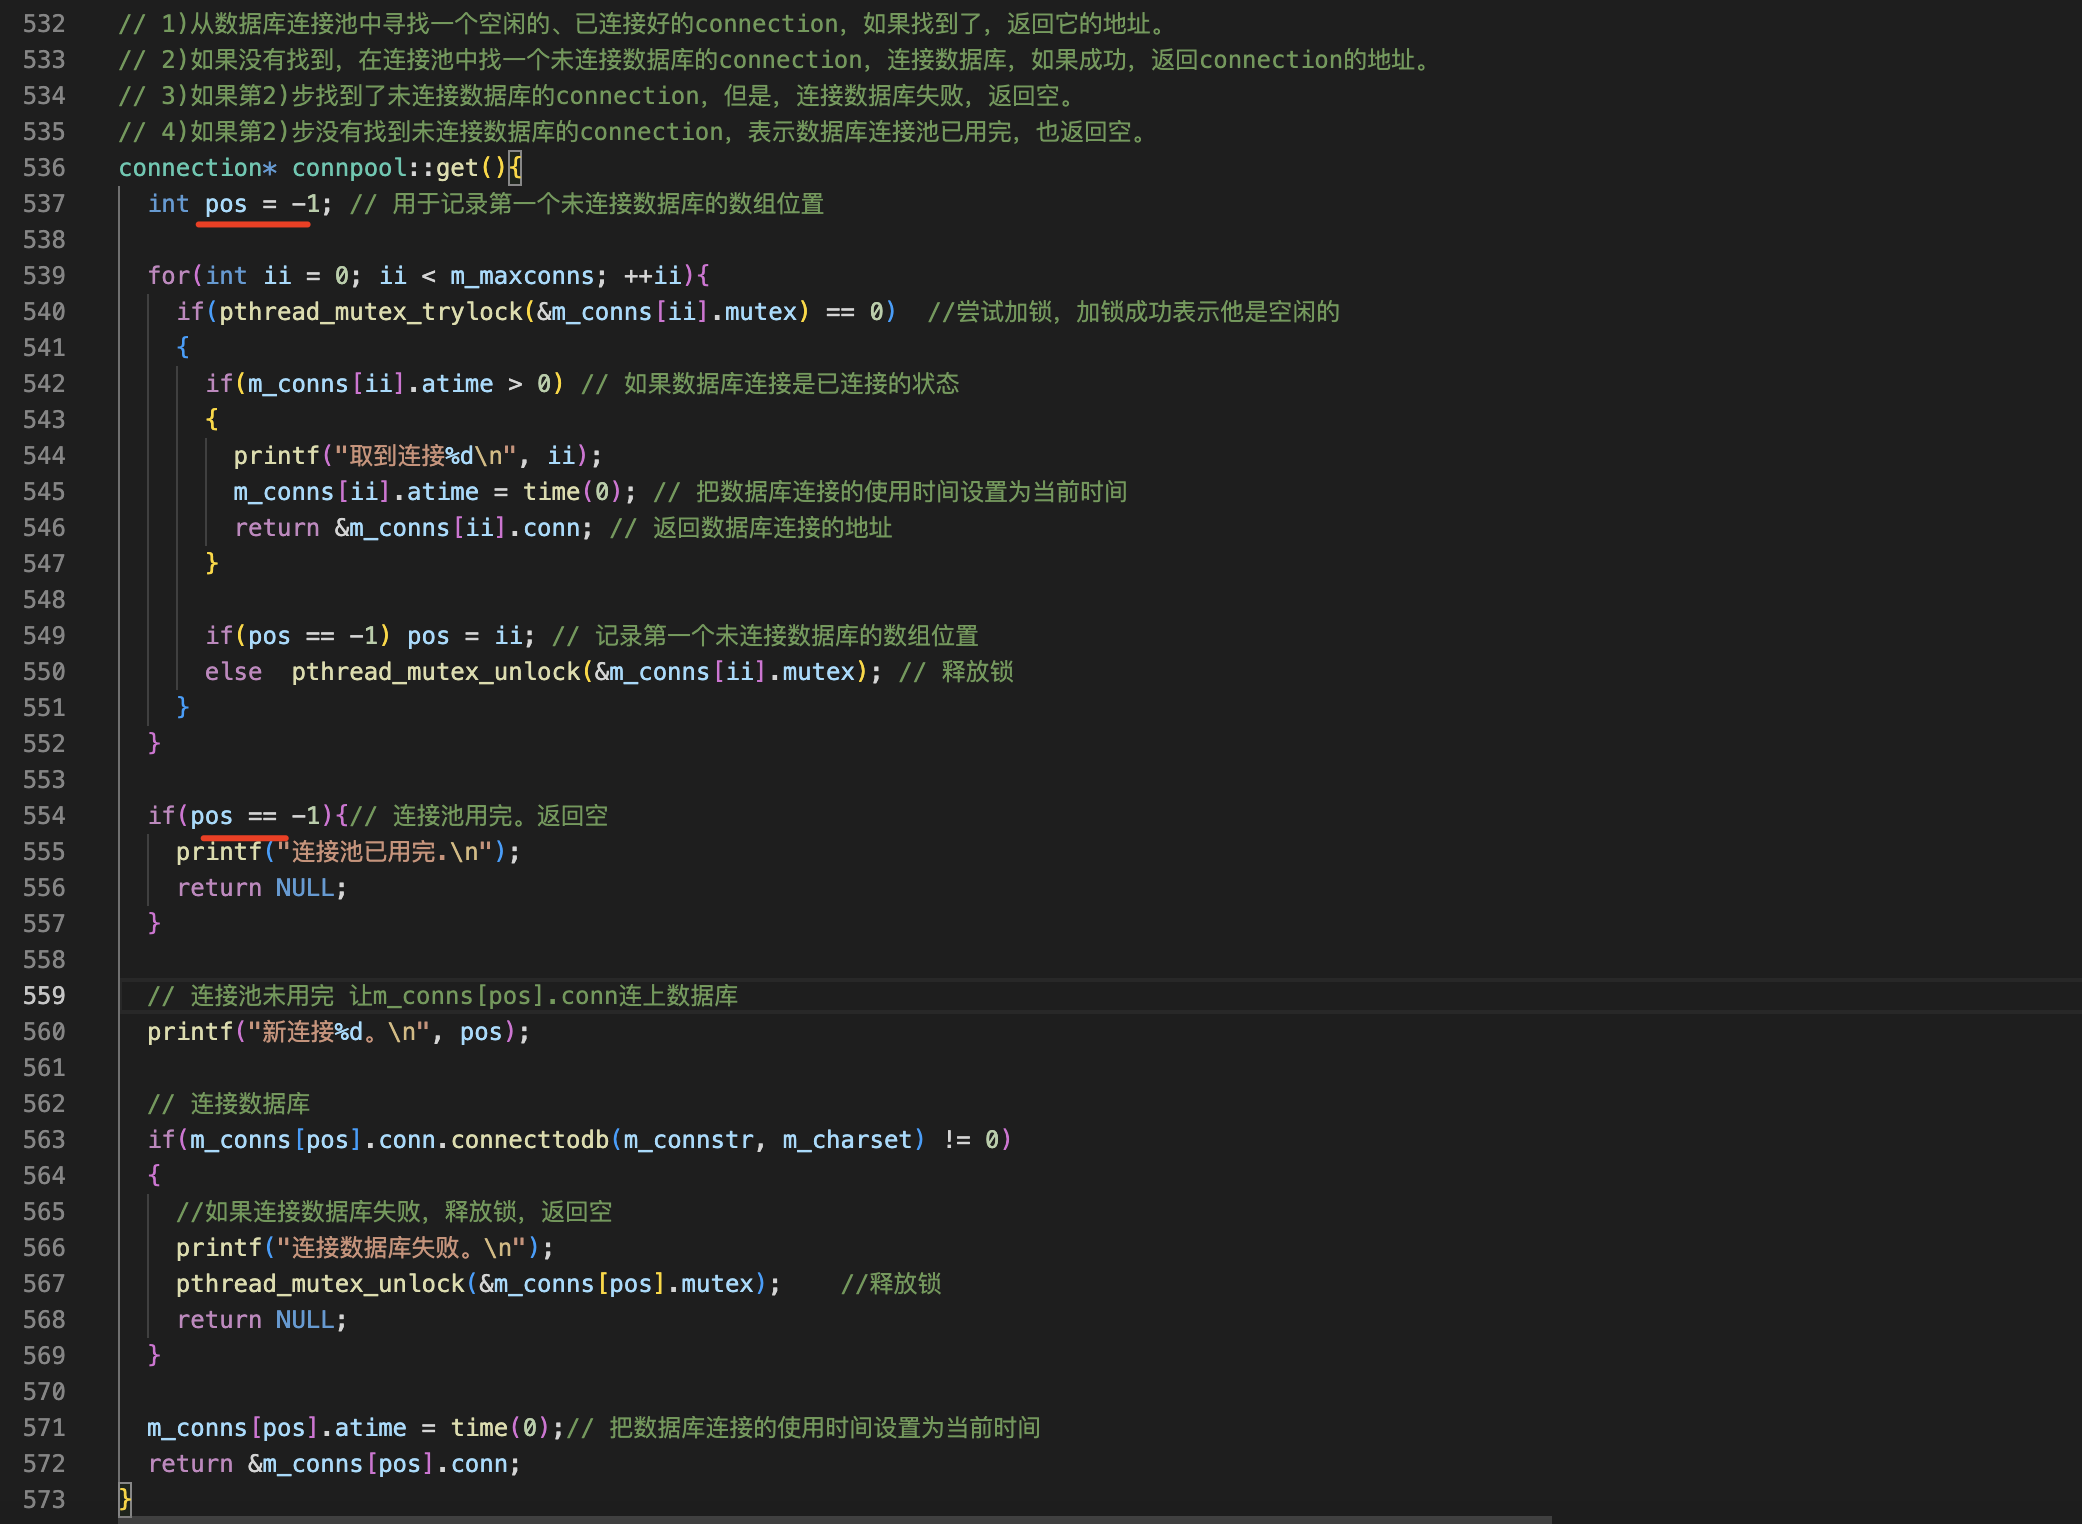 532 // 1)从数据库连接池中寻找一个空闲的、已连接好的connection，如果找到了，返回它的地址。
533 // 2)如果没有找到，在连接池中找一个未连接数据库的connection，连接数据库，如果成功，返回connection的地址。
534 // 3)如果第2)步找到了未连接数据库的connection，但是，连接数据库失败，返回空。
535 // 4)如果第2)步没有找到未连接数据库的connection，表示数据库连接池已用完，也返回空。
536 connection* connpool::get(){
537 int pos = -1; // 用于记录第一个未连接数据库的数组位置
538
539 for(int ii = 0; ii < m_maxconns; ++ii){
540 if(pthread_mutex_trylock(&m_conns[ii].mutex) == 0) //尝试加锁，加锁成功表示他是空闲的
541 {
542 if(m_conns[ii].atime > 0) // 如果数据库连接是已连接的状态
543 {
544 printf("取到连接%d\n", ii);
545 m_conns[ii].atime = time(0); // 把数据库连接的使用时间设置为当前时间
546 return &m_conns[ii].conn; // 返回数据库连接的地址
547 }
548
549 if(pos == -1) pos = ii; // 记录第一个未连接数据库的数组位置
550 else pthread_mutex_unlock(&m_conns[ii].mutex); // 释放锁
551 }
552 }
553
554 if(pos == -1){// 连接池用完。返回空
555 printf("连接池已用完.\n");
556 return NULL;
557 }
558
559 // 连接池未用完 让m_conns[pos].conn连上数据库
560 printf("新连接%d。\n", pos);
561
562 // 连接数据库
563 if(m_conns[pos].conn.connecttodb(m_connstr, m_charset) != 0)
564 {
565 //如果连接数据库失败，释放锁，返回空
566 printf("连接数据库失败。\n");
567 pthread_mutex_unlock(&m_conns[pos].mutex); //释放锁
568 return NULL;
569 }
570
571 m_conns[pos].atime = time(0);// 把数据库连接的使用时间设置为当前时间
572 return &m_conns[pos].conn;
573 }